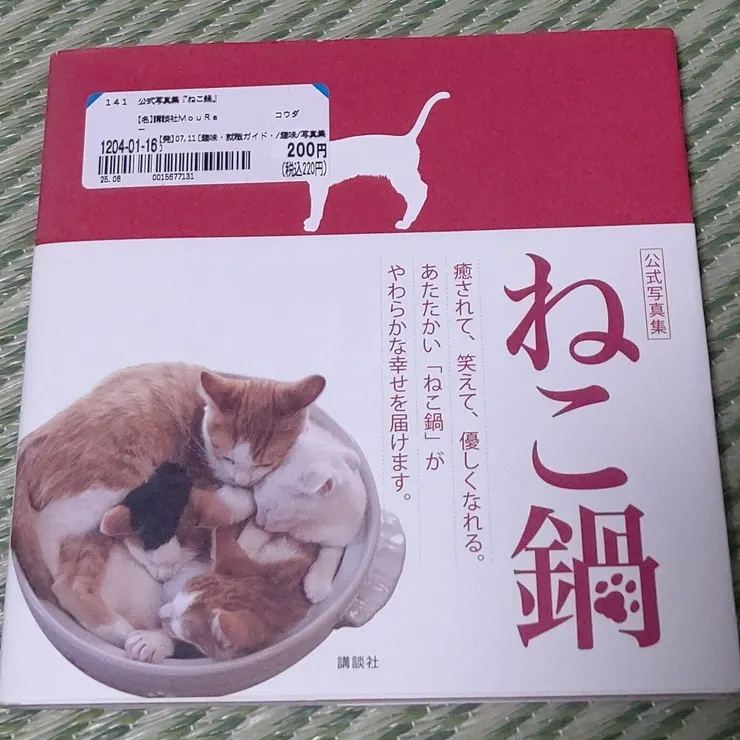 141 公式写真集『ねこ鍋』
【名】講談社MouRa コウダ
ー
1204-01-16 [発]07.11[趣味・就職ガイド・/趣味/写真集
]
200円
(税込220円)
25.08 0015577131
公式写真集
ねこ鍋
癒されて、笑えて、優しくなれる。
あたたかい「ねこ鍋」が
やわらかな幸せを届けます。
講談社